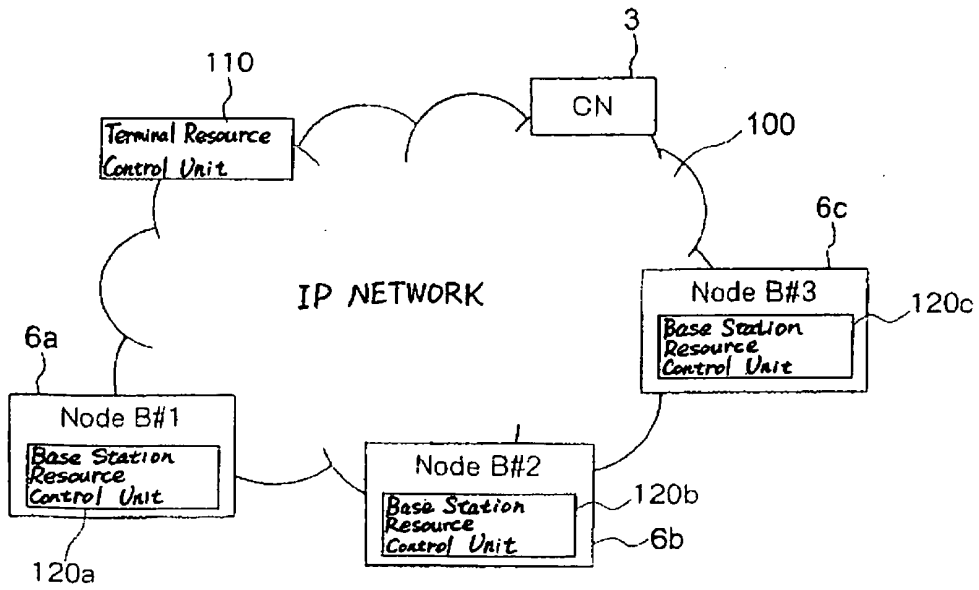 3
110
CN
Terminal Resource
Control Unit
100
6c
Node B#3
120c
Base Station
Resource
Control Unit
IP NETWORK
6a
Node B#1
Base Station
Resource
Control Unit
120a
Node B#2
120b
Base Station
Resource
Control Unit
6b